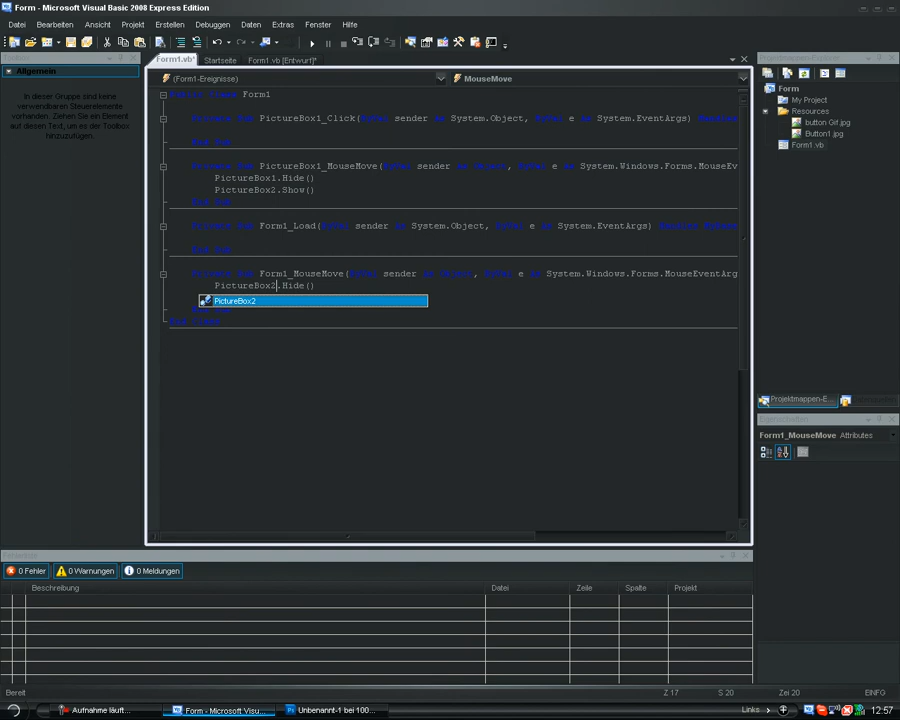 Form - Microsoft Visual Basic 2008 Express Edition
Datei Bearbeiten Ansicht Projekt Erstellen Debuggen Daten Extras Fenster Hilfe
Toolbox
Allgemein
In dieser Gruppe sind keine
verwendbaren Steuerelemente
vorhanden. Ziehen Sie ein Element
auf diesen Text, um es der Toolbox
hinzuzufügen.
Form1.vb* Startseite Form1.vb [Entwurf]*
(Form1-Ereignisse) MouseMove
Public Class Form1
Private Sub PictureBox1_Click(ByVal sender As System.Object, ByVal e As System.EventArgs) Handles
End Sub
Private Sub PictureBox1_MouseMove(ByVal sender As Object, ByVal e As System.Windows.Forms.MouseEv
PictureBox1.Hide()
PictureBox2.Show()
End Sub
Private Sub Form1_Load(ByVal sender As System.Object, ByVal e As System.EventArgs) Handles MyBase
End Sub
Private Sub Form1_MouseMove(ByVal sender As Object, ByVal e As System.Windows.Forms.MouseEventArg
PictureBox2.Hide()
PictureBox2
End Sub
End Class
Projektmappen-Explorer
Form
My Project
Resources
button Gif.jpg
Button1.jpg
Form1.vb
Projektmappen-E...
Eigenschaften
Form1_MouseMove Attributes
Fehlerliste
0 Fehler 0 Warnungen 0 Meldungen
Beschreibung Datei Zeile Spalte Projekt
Bereit Z 17 S 20 Zei 20 EINFG
Aufnahme läuft... Form - Microsoft Visu... Unbenannt-1 bei 100... Links 12:57